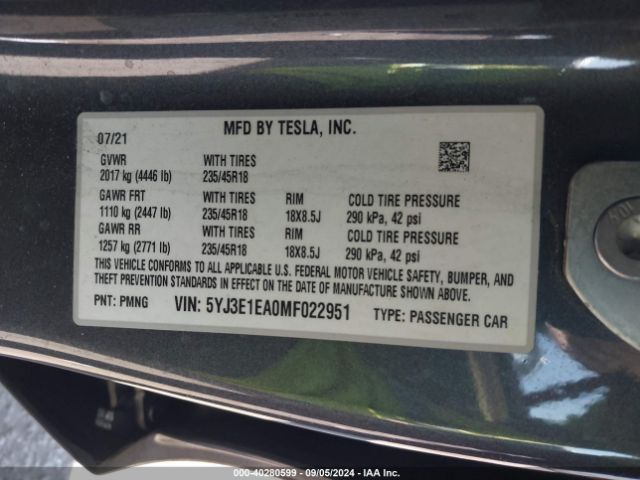 MFD BY TESLA, INC.
07/21
GVWR WITH TIRES
2017 kg (4446 lb) 235/45R18
GAWR FRT WITH TIRES RIM COLD TIRE PRESSURE
1110 kg (2447 lb) 235/45R18 18X8.5J 290 kPa, 42 psi
GAWR RR WITH TIRES RIM COLD TIRE PRESSURE
1257 kg (2771 lb) 235/45R18 18X8.5J 290 kPa, 42 psi
THIS VEHICLE CONFORMS TO ALL APPLICABLE U.S. FEDERAL MOTOR VEHICLE SAFETY, BUMPER, AND
THEFT PREVENTION STANDARDS IN EFFECT ON THE DATE OF MANUFACTURE SHOWN ABOVE.
PNT: PMNG VIN: 5YJ3E1EA0MF022951 TYPE: PASSENGER CAR
000-40280599 - 09/05/2024 - IAA Inc.